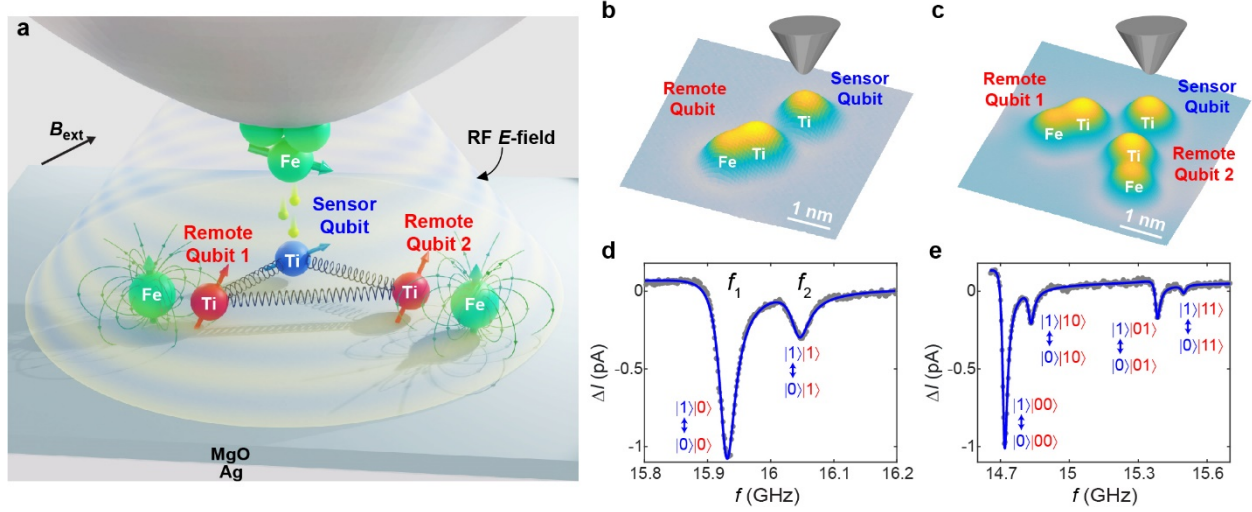 a
B_ext
Fe
RF E-field
Sensor
Qubit
Remote
Qubit 1
Remote
Qubit 2
Ti
Fe
Ti
Ti
Fe
MgO
Ag
b
Remote
Qubit
Sensor
Qubit
Ti
Fe
Ti
1 nm
c
Remote
Qubit 1
Sensor
Qubit
Fe
Ti
Ti
Ti
Fe
Remote
Qubit 2
1 nm
d
f₁
f₂
0
-0.5
-1
ΔI (pA)
|1⟩|0⟩
|0⟩|0⟩
|1⟩|1⟩
|0⟩|1⟩
15.8 15.9 16 16.1 16.2
f (GHz)
e
0
-0.5
-1
ΔI (pA)
|1⟩|00⟩
|0⟩|00⟩
|1⟩|10⟩
|0⟩|10⟩
|1⟩|01⟩
|0⟩|01⟩
|1⟩|11⟩
|0⟩|11⟩
14.7 15 15.3 15.6
f (GHz)